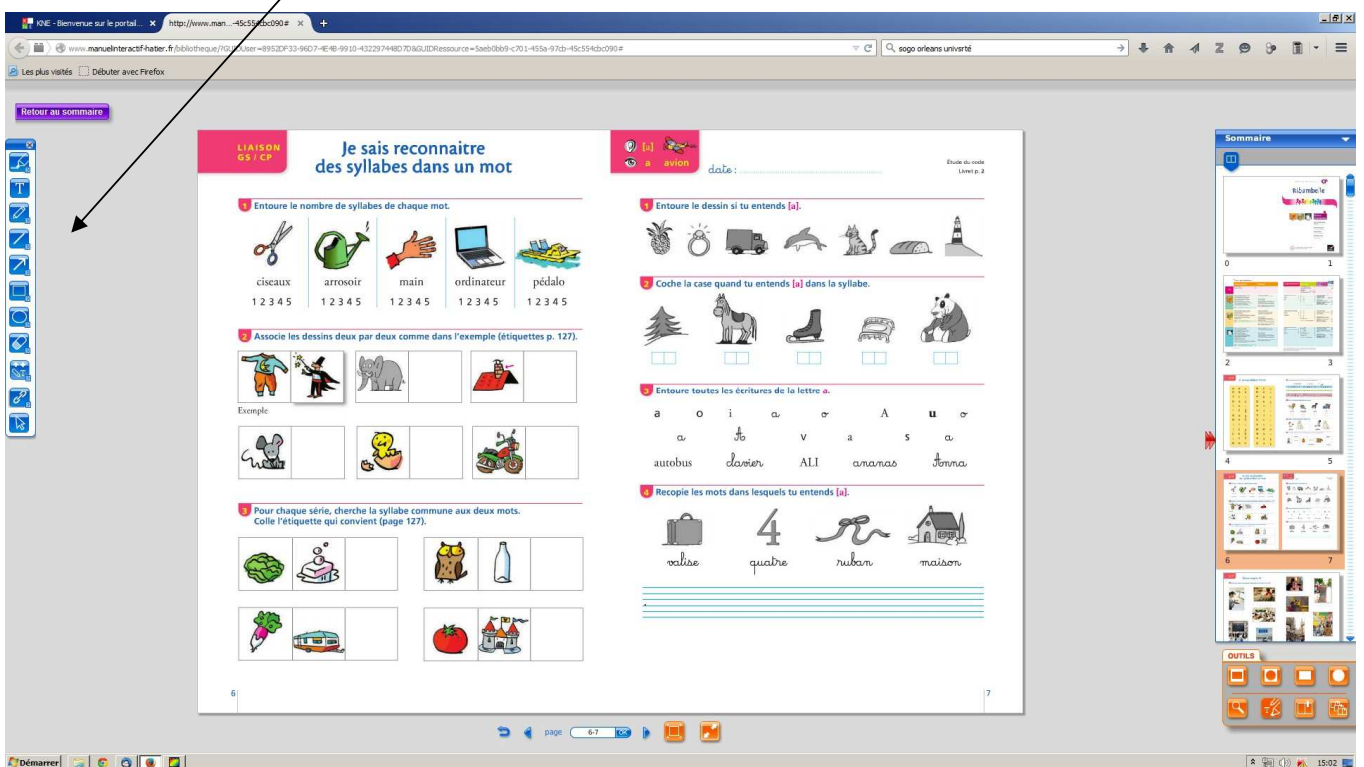 KNE - Bienvenue sur le portail... × http://www.man...-45c554cbc090# × +
www.manuelinteractif-hatier.fr/bibliotheque/?GUIDUser=8952DF33-96D7-4E4B-9910-432297448D7D&GUIDRessource=5aeb0bb9-c701-455a-97cb-45c554cbc090#
sogo orleans univsrté
Les plus visités Débuter avec Firefox
Retour au sommaire
LIAISON
GS / CP
Je sais reconnaitre
des syllabes dans un mot
1 Entoure le nombre de syllabes de chaque mot.
ciseaux arrosoir main ordinateur pédalo
1 2 3 4 5 1 2 3 4 5 1 2 3 4 5 1 2 3 4 5 1 2 3 4 5
2 Associe les dessins deux par deux comme dans l'exemple (étiquettes p. 127).
Exemple
3 Pour chaque série, cherche la syllabe commune aux deux mots.
Colle l'étiquette qui convient (page 127).
6
[a]
a avion
date :
Étude du code
Livret p. 2
1 Entoure le dessin si tu entends [a].
2 Coche la case quand tu entends [a] dans la syllabe.
3 Entoure toutes les écritures de la lettre a.
a o i a o A u o
a A v a s a
autobus clavier ALI ananas Anna
4 Recopie les mots dans lesquels tu entends [a].
4
valise quatre ruban maison
7
Sommaire
CP
Ribambelle
0 1
2 3
4 5
6 7
OUTILS
page 6-7 OK
Démarrer
15:02